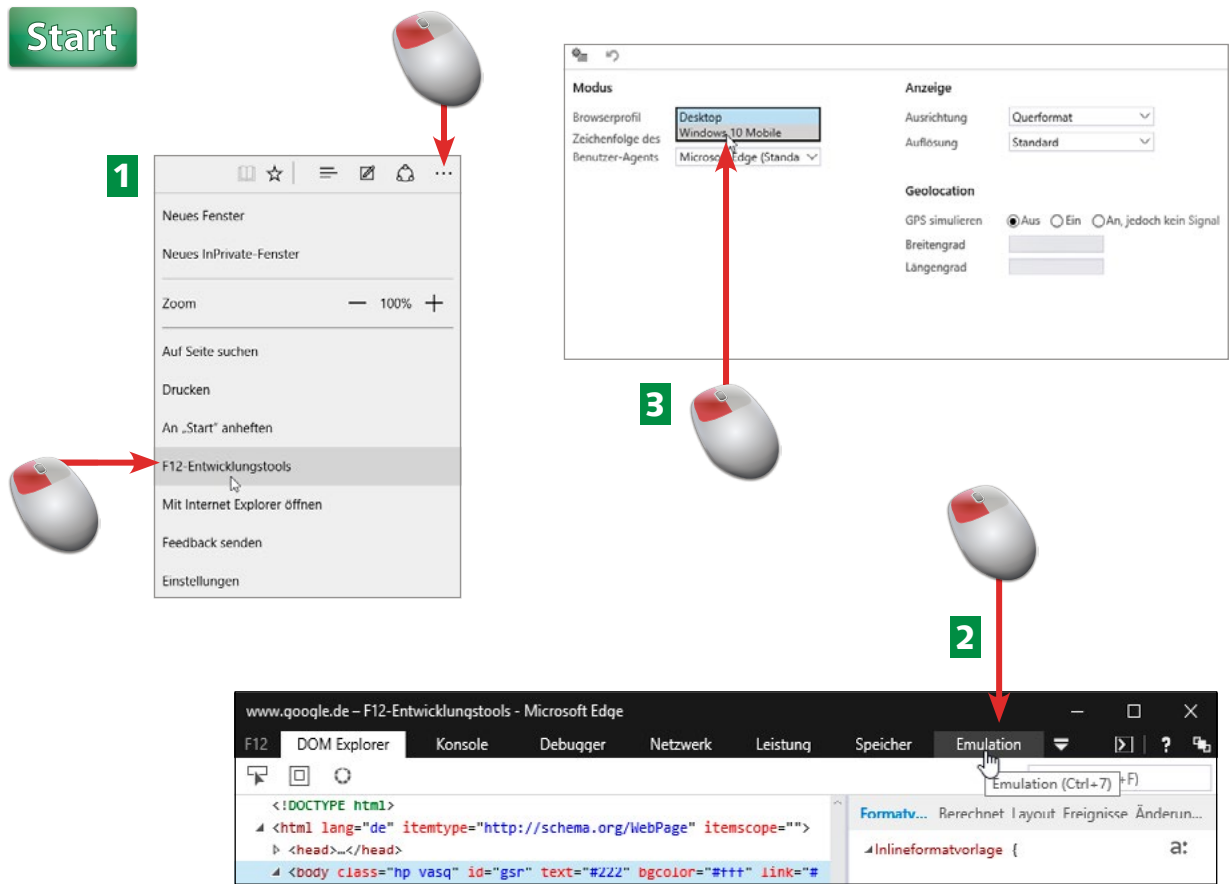 Start
1
Neues Fenster
Neues InPrivate-Fenster
Zoom — 100% +
Auf Seite suchen
Drucken
An „Start“ anheften
F12-Entwicklungstools
Mit Internet Explorer öffnen
Feedback senden
Einstellungen
Modus
Browserprofil Desktop
Windows 10 Mobile
Zeichenfolge des
Benutzer-Agents Microsoft Edge (Standa
Anzeige
Ausrichtung Querformat
Auflösung Standard
Geolocation
GPS simulieren Aus Ein An, jedoch kein Signal
Breitengrad
Längengrad
3
2
www.google.de – F12-Entwicklungstools - Microsoft Edge
F12 DOM Explorer Konsole Debugger Netzwerk Leistung Speicher Emulation ?
Emulation (Ctrl+7) +F)
<!DOCTYPE html>
<html lang="de" itemtype="http://schema.org/WebPage" itemscope="">
<head>…</head>
<body class="hp vasq" id="gsr" text="#222" bgcolor="#fff" link="#
Formatv... Berechnet Layout Ereignisse Änderun...
Inlineformatvorlage { a: